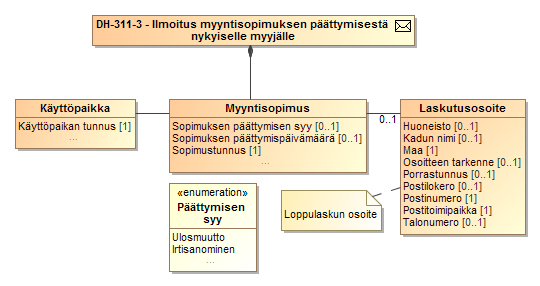 DH-311-3 - Ilmoitus myyntisopimuksen päättymisestä
nykyiselle myyjälle
Käyttöpaikka
Käyttöpaikan tunnus [1]
...
Myyntisopimus
Sopimuksen päättymisen syy [0..1]
Sopimuksen päättymispäivämäärä [0..1]
Sopimustunnus [1]
...
0..1
Laskutusosoite
Huoneisto [0..1]
Kadun nimi [0..1]
Maa [1]
Osoitteen tarkenne [0..1]
Porrastunnus [0..1]
Postilokero [0..1]
Postinumero [1]
Postitoimipaikka [1]
Talonumero [0..1]
«enumeration»
Päättymisen
syy
Ulosmuutto
Irtisanominen
...
Loppulaskun osoite